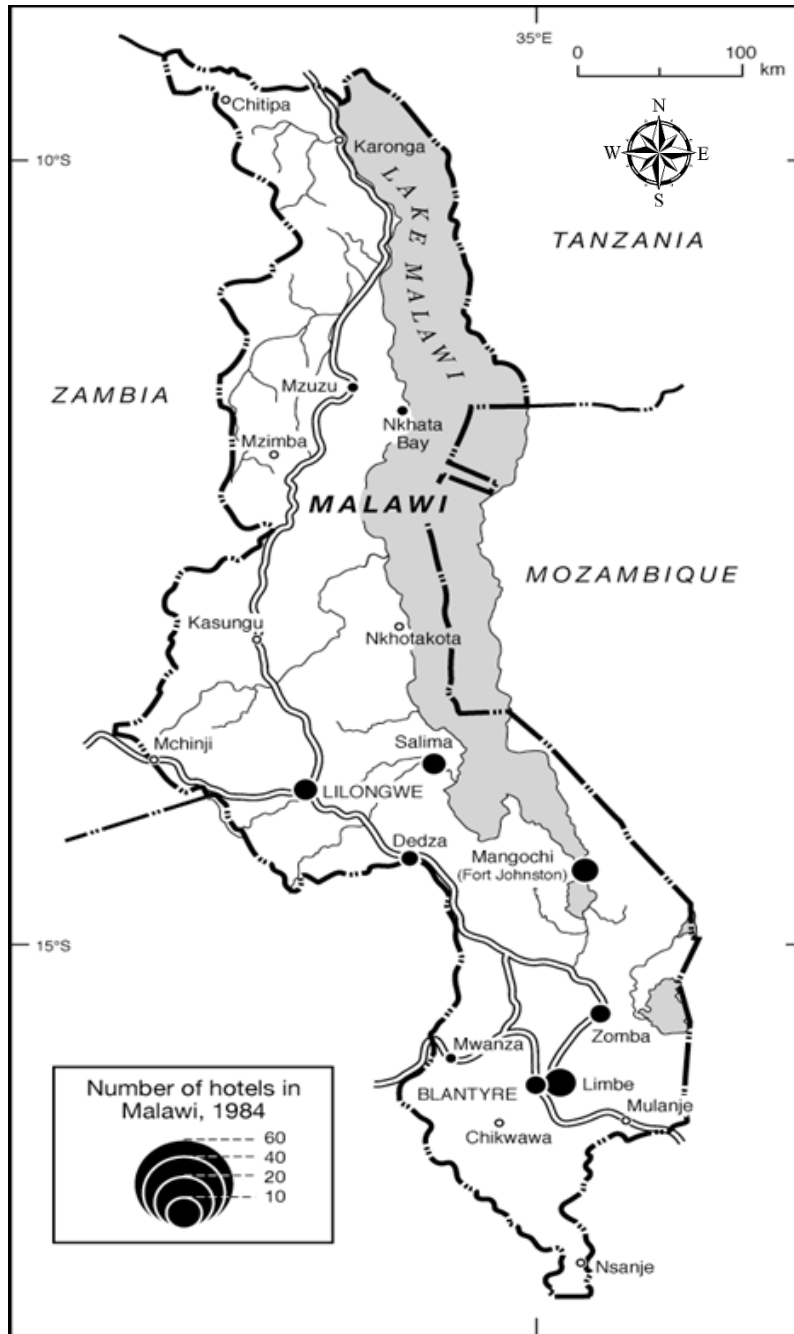 35°E
0
100
km
Chitipa
N
Karonga
W
E
10°S
S
LAKE MALAWI
TANZANIA
ZAMBIA
Mzuzu
Nkhata
Bay
Mzimba
MALAWI
MOZAMBIQUE
Kasungu
Nkhotakota
Mchinji
Salima
LILONGWE
Dedza
Mangochi
(Fort Johnston)
15°S
Zomba
Mwanza
BLANTYRE
Limbe
Mulanje
Chikwawa
Number of hotels in
Malawi, 1984
60
40
20
10
Nsanje